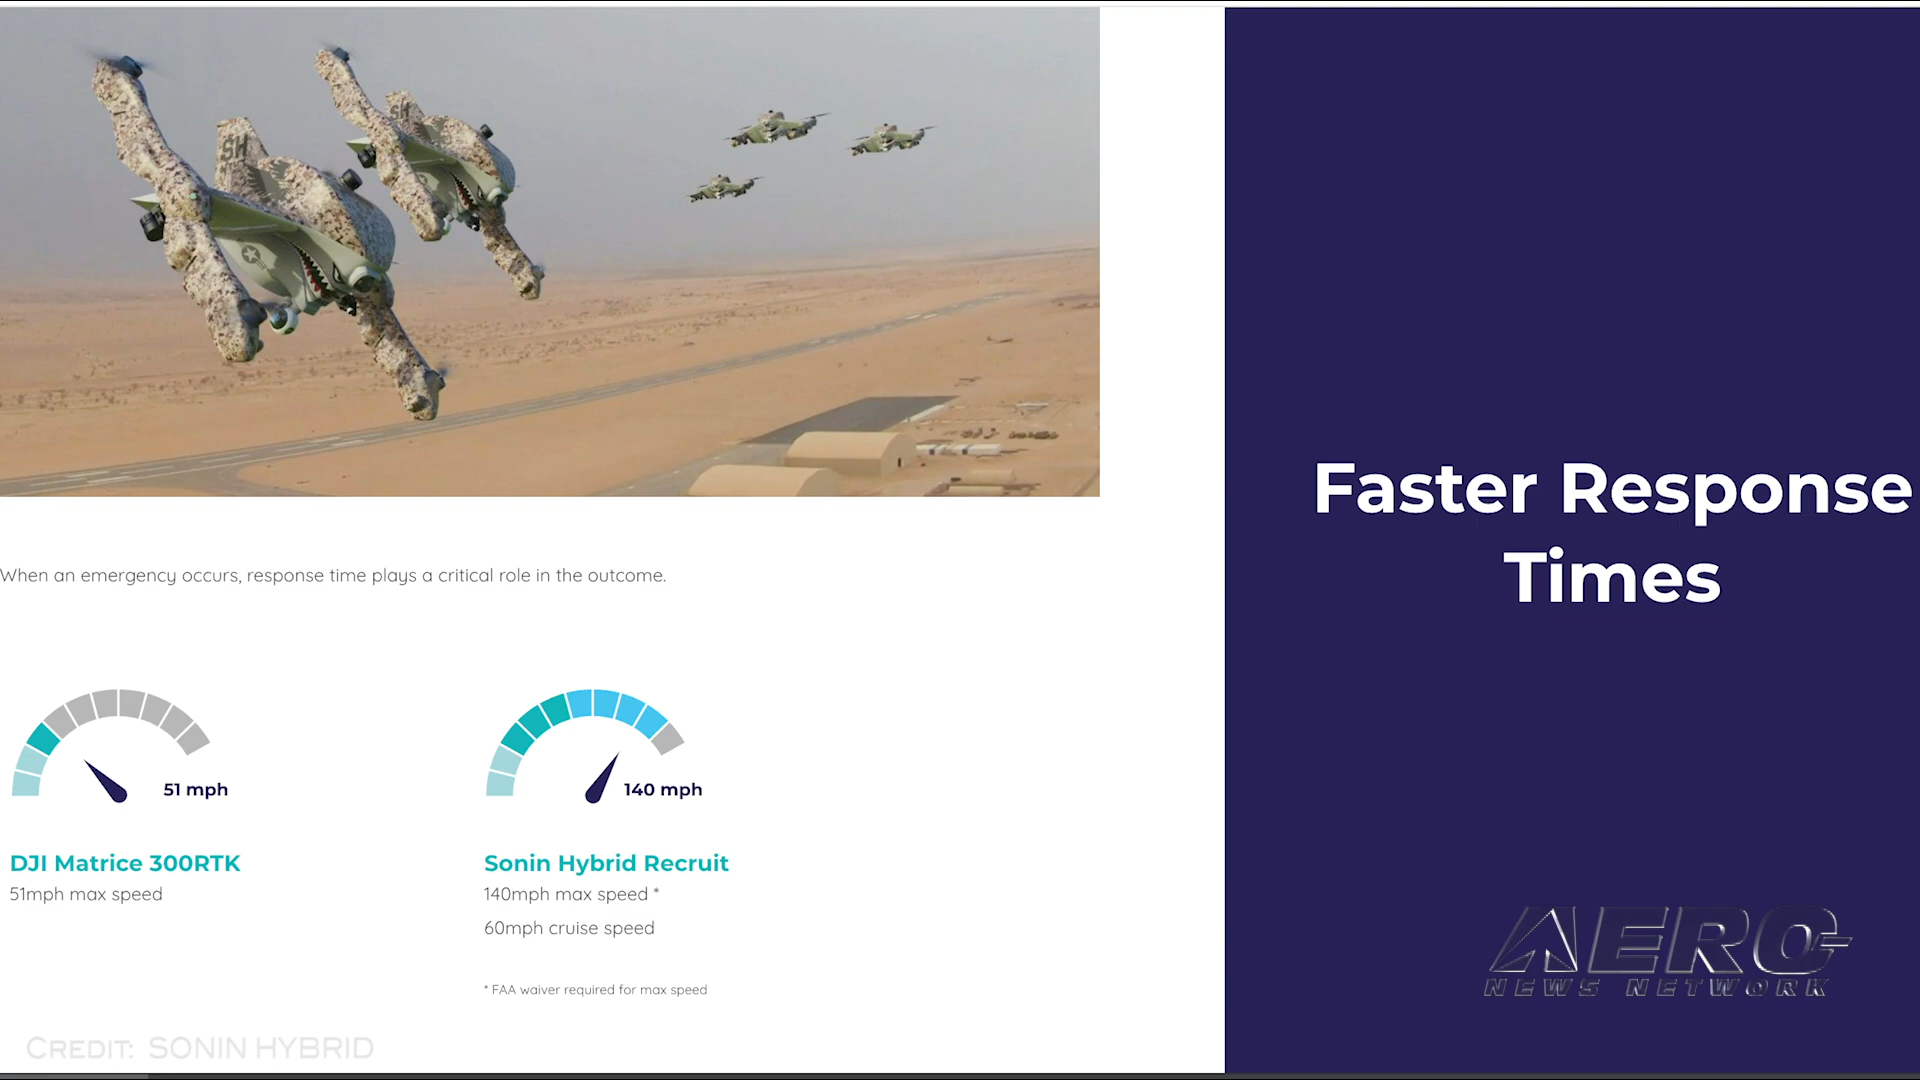 SH
SH
When an emergency occurs, response time plays a critical role in the outcome.
Faster Response
Times
51 mph
140 mph
DJI Matrice 300RTK
51mph max speed
Sonin Hybrid Recruit
140mph max speed *
60mph cruise speed
* FAA waiver required for max speed
AERO
NEWS NETWORK
CREDIT: SONIN HYBRID